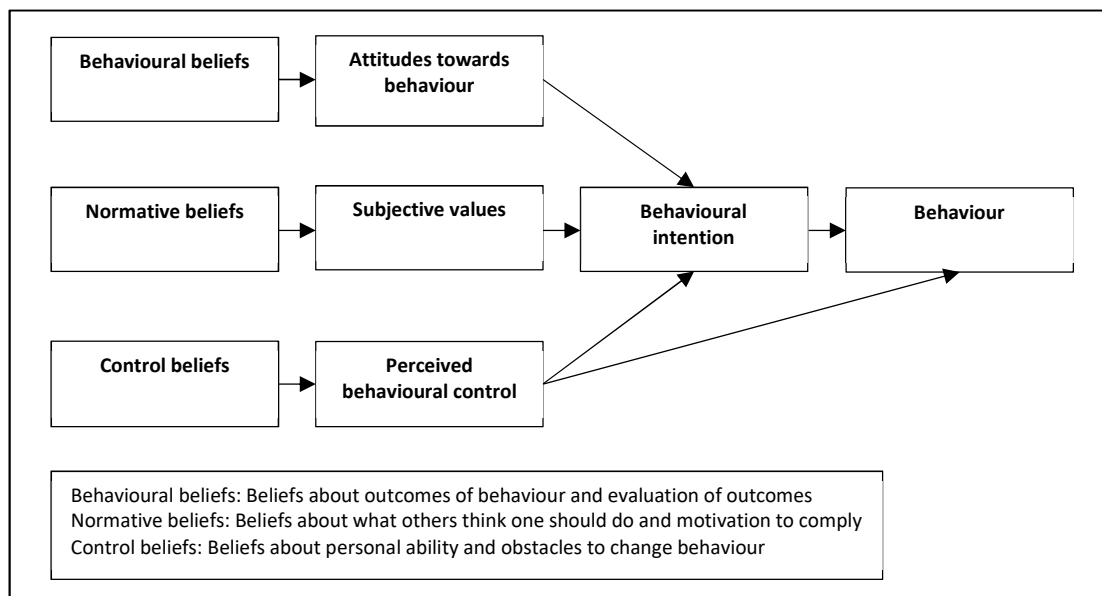 Behavioural beliefs
Attitudes towards
behaviour
Normative beliefs
Subjective values
Behavioural
intention
Behaviour
Control beliefs
Perceived
behavioural control
Behavioural beliefs: Beliefs about outcomes of behaviour and evaluation of outcomes
Normative beliefs: Beliefs about what others think one should do and motivation to comply
Control beliefs: Beliefs about personal ability and obstacles to change behaviour